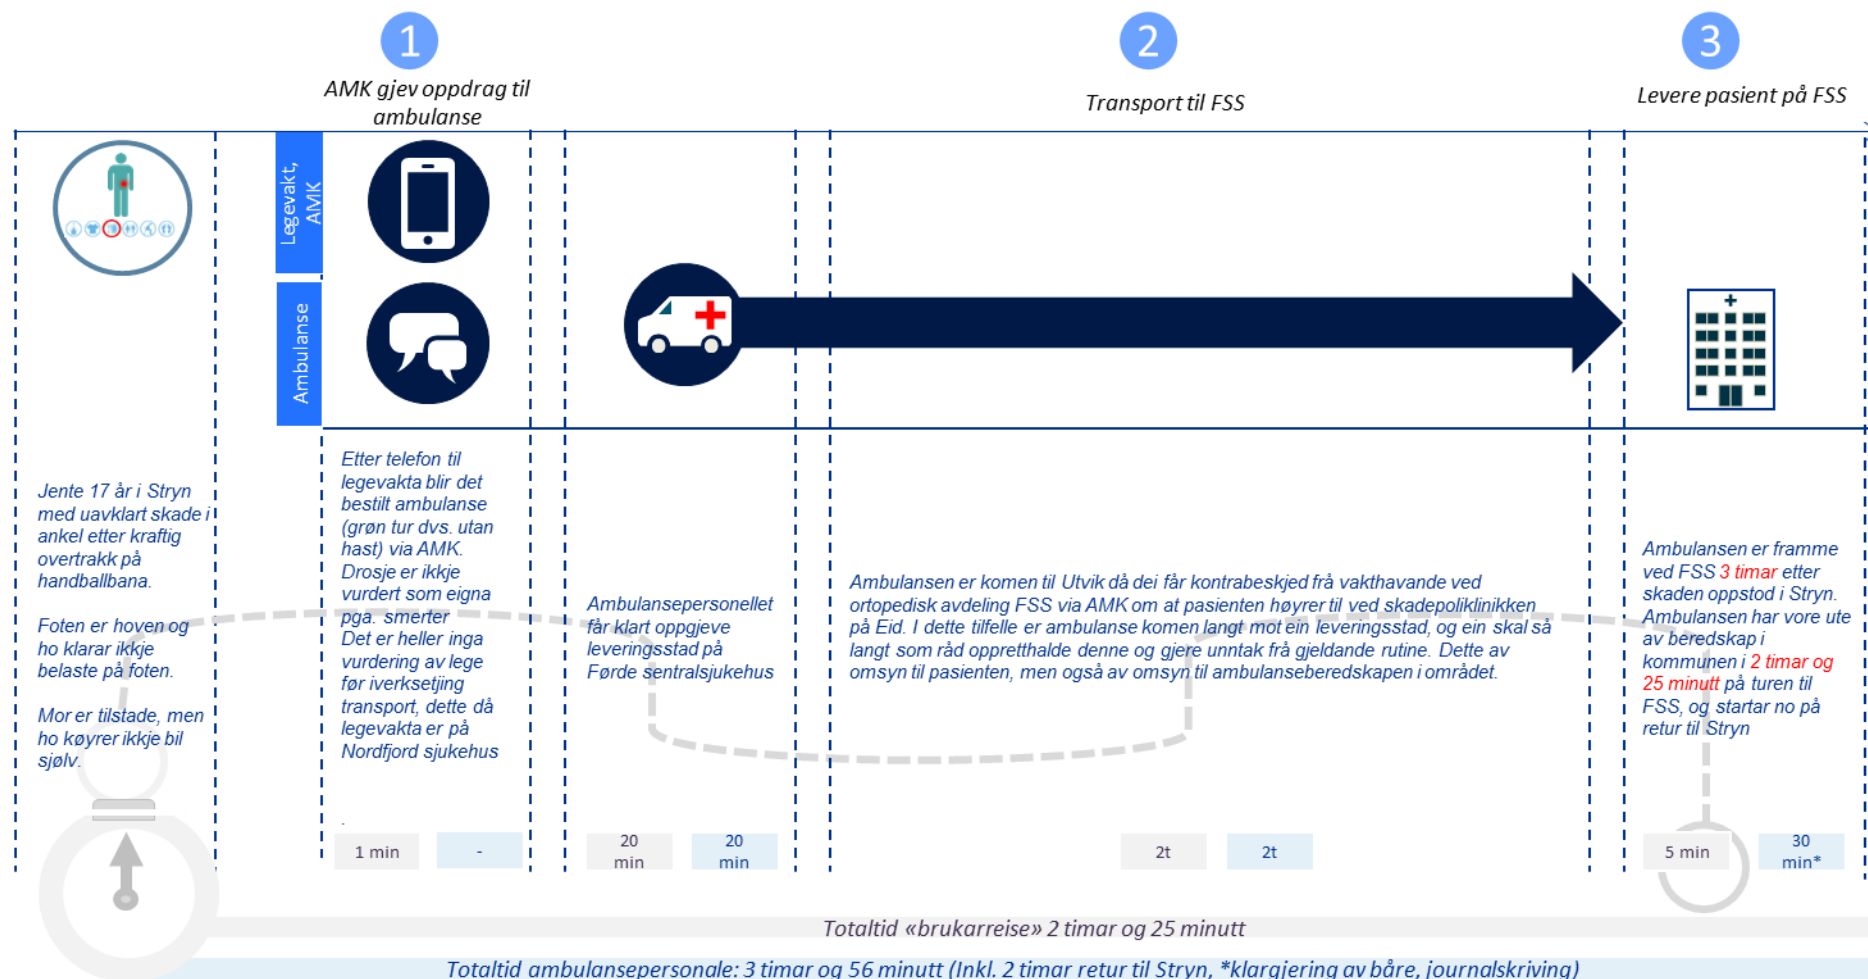 1
AMK gjev oppdrag til
ambulanse
2
Transport til FSS
3
Levere pasient på FSS
Legevakt,
AMK
Ambulanse
Jente 17 år i Stryn
med uavklart skade i
ankel etter kraftig
overtrakk på
handballbana.
Foten er hoven og
ho klarar ikkje
belaste på foten.
Mor er tilstade, men
ho køyrer ikkje bil
sjølv.
Etter telefon til
legevakta blir det
bestilt ambulanse
(grøn tur dvs. utan
hast) via AMK.
Drosje er ikkje
vurdert som eigna
pga. smerter
Det er heller inga
vurdering av lege
før iverksetjing
transport, dette då
legevakta er på
Nordfjord sjukehus
.
1 min
-
Ambulansepersonellet
får klart oppgjeve
leveringsstad på
Førde sentralsjukehus
20
min
20
min
Ambulansen er komen til Utvik då dei får kontrabeskjed frå vakthavande ved
ortopedisk avdeling FSS via AMK om at pasienten høyrer til ved skadepoliklinikken
på Eid. I dette tilfelle er ambulanse komen langt mot ein leveringsstad, og ein skal så
langt som råd oppretthalde denne og gjere unntak frå gjeldande rutine. Dette av
omsyn til pasienten, men også av omsyn til ambulanseberedskapen i området.
2t
2t
Ambulansen er framme
ved FSS 3 timar etter
skaden oppstod i Stryn.
Ambulansen har vore ute
av beredskap i
kommunen i 2 timar og
25 minutt på turen til
FSS, og startar no på
retur til Stryn
5 min
30
min*
Totaltid «brukarreise» 2 timar og 25 minutt
Totaltid ambulansepersonale: 3 timar og 56 minutt (Inkl. 2 timar retur til Stryn, *klargjering av båre, journalskriving)